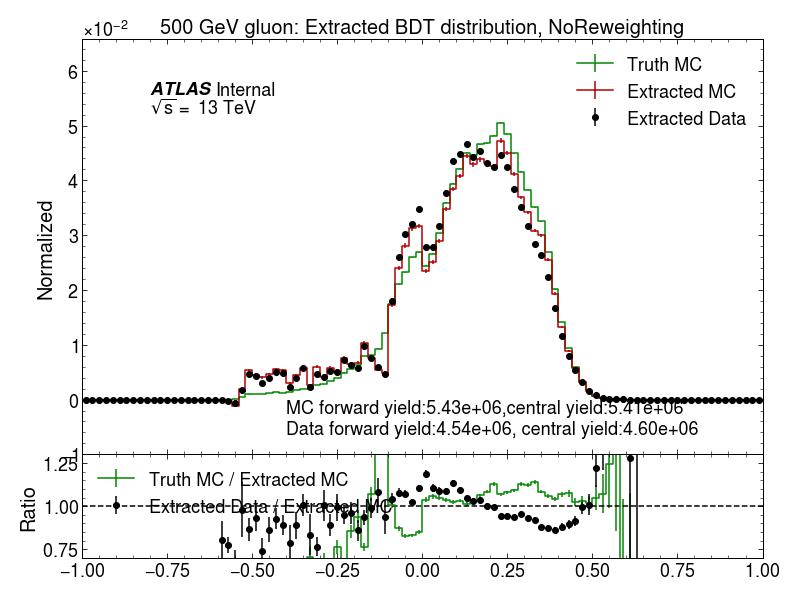 ×10⁻² 500 GeV gluon: Extracted BDT distribution, NoReweighting
ATLAS Internal
√s = 13 TeV
Truth MC
Extracted MC
Extracted Data
Normalized
6
5
4
3
2
1
0
MC forward yield:5.43e+06,central yield:5.41e+06
Data forward yield:4.54e+06, central yield:4.60e+06
1
Ratio
1.25
1.00
0.75
Truth MC / Extracted MC
Extracted Data / Extracted MC
−1.00 −0.75 −0.50 −0.25 0.00 0.25 0.50 0.75 1.00